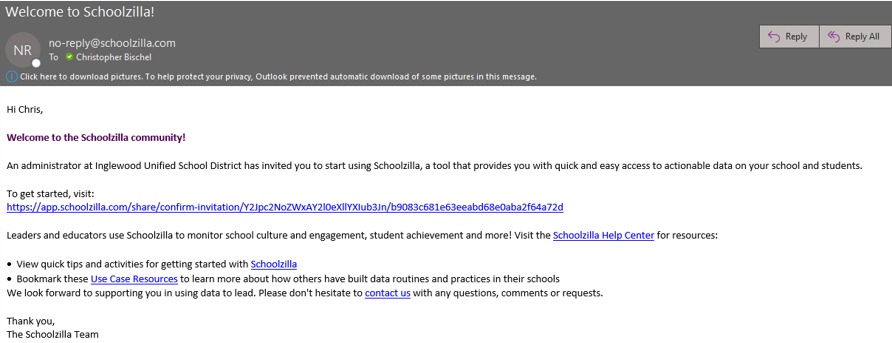 Welcome to Schoolzilla!
NR
no-reply@schoolzilla.com
To Christopher Bischel
Reply
Reply All
Click here to download pictures. To help protect your privacy, Outlook prevented automatic download of some pictures in this message.
Hi Chris,
Welcome to the Schoolzilla community!
An administrator at Inglewood Unified School District has invited you to start using Schoolzilla, a tool that provides you with quick and easy access to actionable data on your school and students.
To get started, visit:
https://app.schoolzilla.com/share/confirm-invitation/Y2Jpc2NoZWxAY2l0eXllYXIub3Jn/b9083c681e63eeabd68e0aba2f64a72d
Leaders and educators use Schoolzilla to monitor school culture and engagement, student achievement and more! Visit the Schoolzilla Help Center for resources:
• View quick tips and activities for getting started with Schoolzilla
• Bookmark these Use Case Resources to learn more about how others have built data routines and practices in their schools
We look forward to supporting you in using data to lead. Please don't hesitate to contact us with any questions, comments or requests.
Thank you,
The Schoolzilla Team